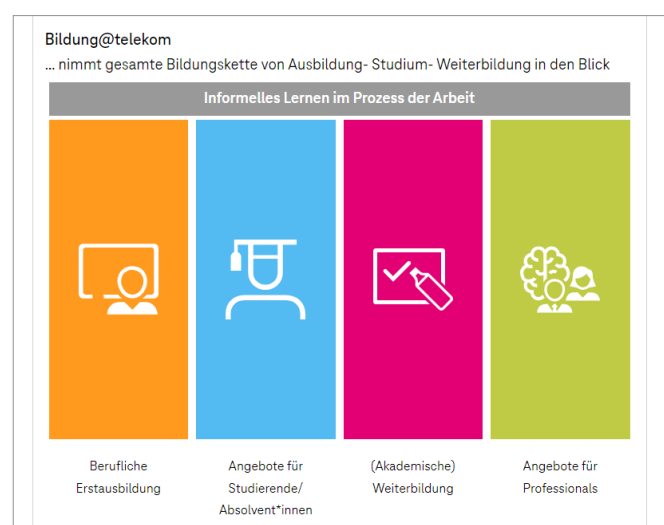 Bildung@telekom
... nimmt gesamte Bildungskette von Ausbildung- Studium- Weiterbildung in den Blick
Informelles Lernen im Prozess der Arbeit
Berufliche
Erstausbildung
Angebote für
Studierende/
Absolvent*innen
(Akademische)
Weiterbildung
Angebote für
Professionals